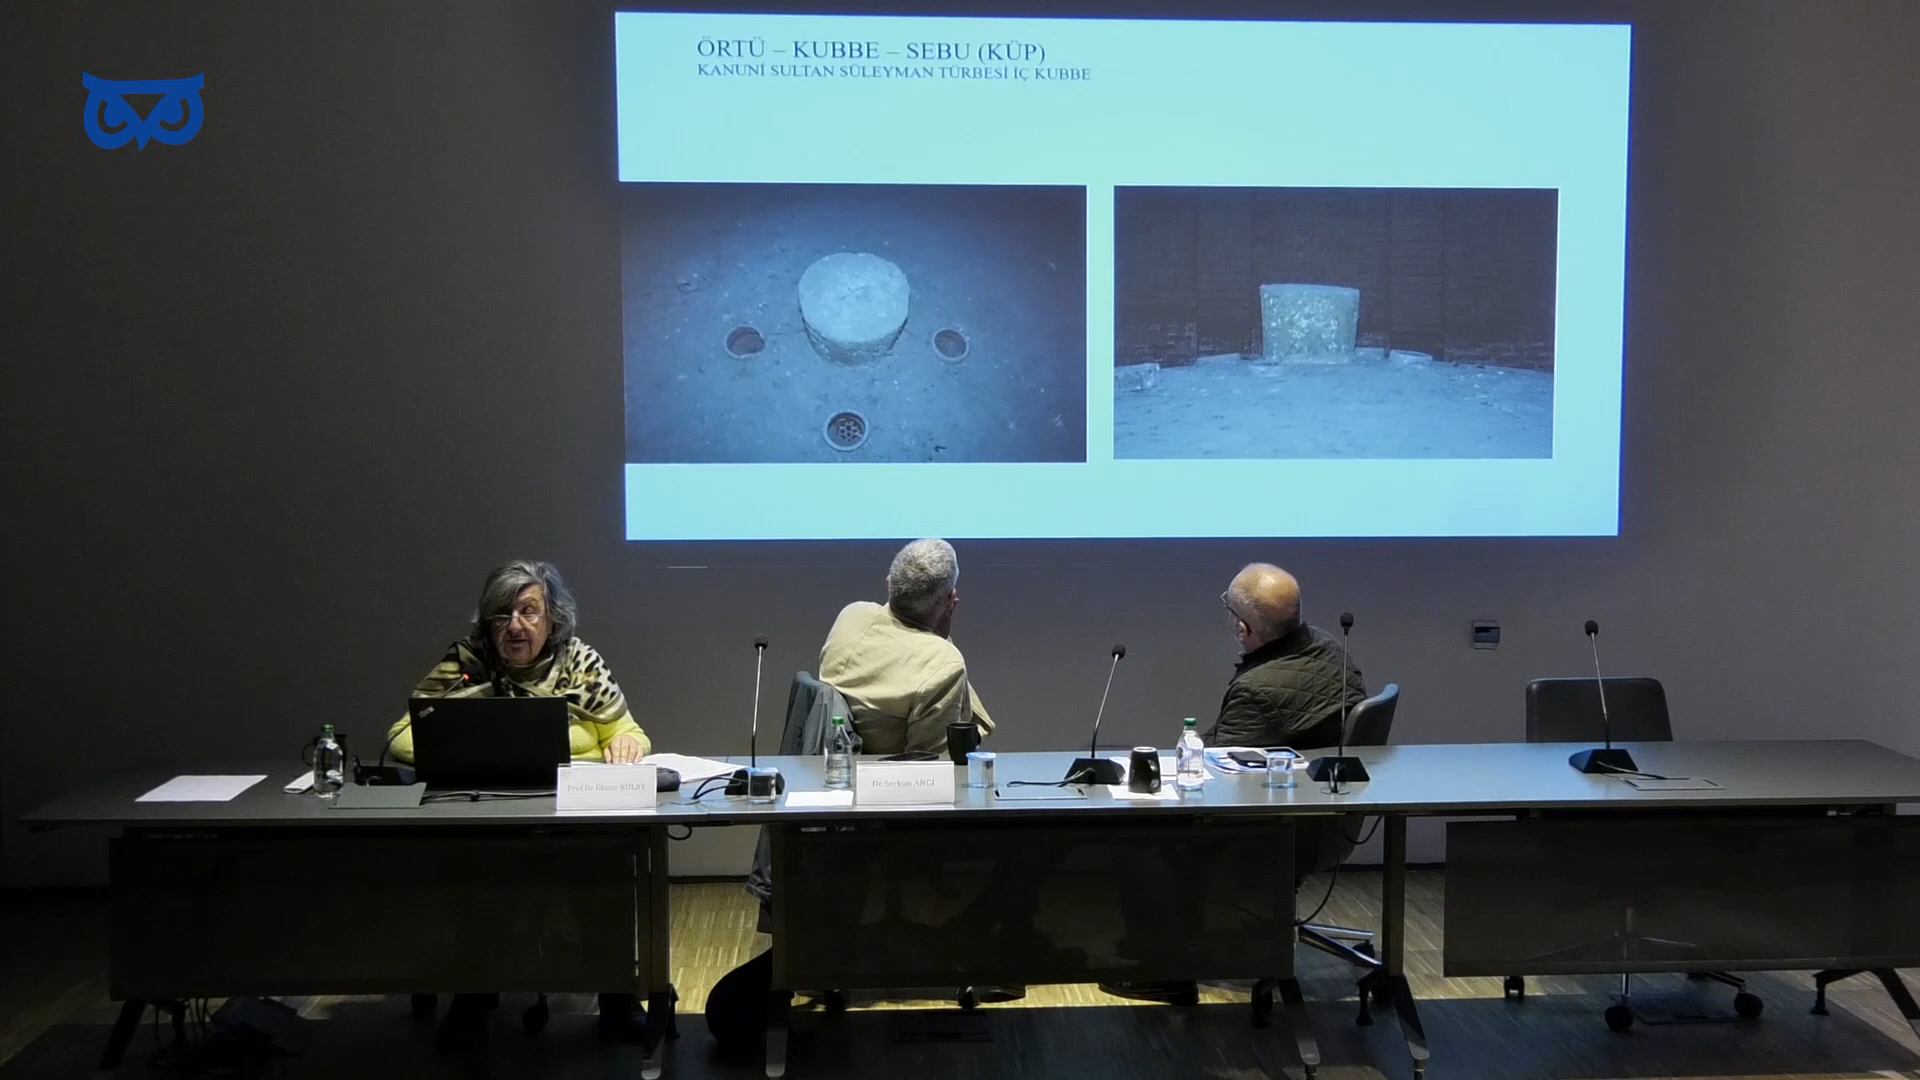 ÖRTÜ – KUBBE – SEBU (KÜP)
KANUNİ SULTAN SÜLEYMAN TÜRBESİ İÇ KUBBE
Prof.Dr.İlknur KOLAY
Dr.Serkan ANGI